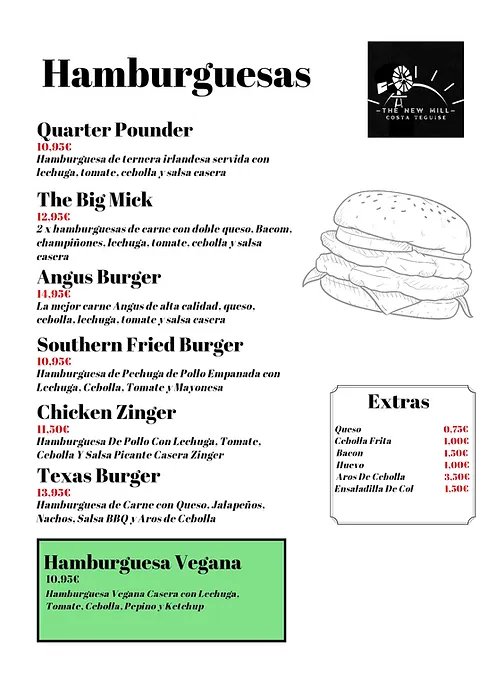 Hamburguesas
THE NEW MILL
COSTA TEGUISE
Quarter Pounder
10,95€
Hamburguesa de ternera irlandesa servida con
lechuga, tomate, cebolla y salsa casera
The Big Mick
12,95€
2 x hamburguesas de carne con doble queso, Bacom,
champiñones, lechuga, tomate, cebolla y salsa
casera
Angus Burger
14,95€
La mejor carne Angus de alta calidad, queso,
cebolla, lechuga, tomate y salsa casera
Southern Fried Burger
10,95€
Hamburguesa de Pechuga de Pollo Empanada con
Lechuga, Cebolla, Tomate y Mayonesa
Chicken Zinger
11,50€
Hamburguesa De Pollo Con Lechuga, Tomate,
Cebolla Y Salsa Picante Casera Zinger
Texas Burger
13,95€
Hamburguesa de Carne con Queso, Jalapeños,
Nachos, Salsa BBQ y Aros de Cebolla
Hamburguesa Vegana
10,95€
Hamburguesa Vegana Casera con Lechuga,
Tomate, Cebolla, Pepino y Ketchup
Extras
Queso 0,75€
Cebolla Frita 1,00€
Bacon 1,50€
Huevo 1,00€
Aros De Cebolla 3,50€
Ensaladilla De Col 1,50€